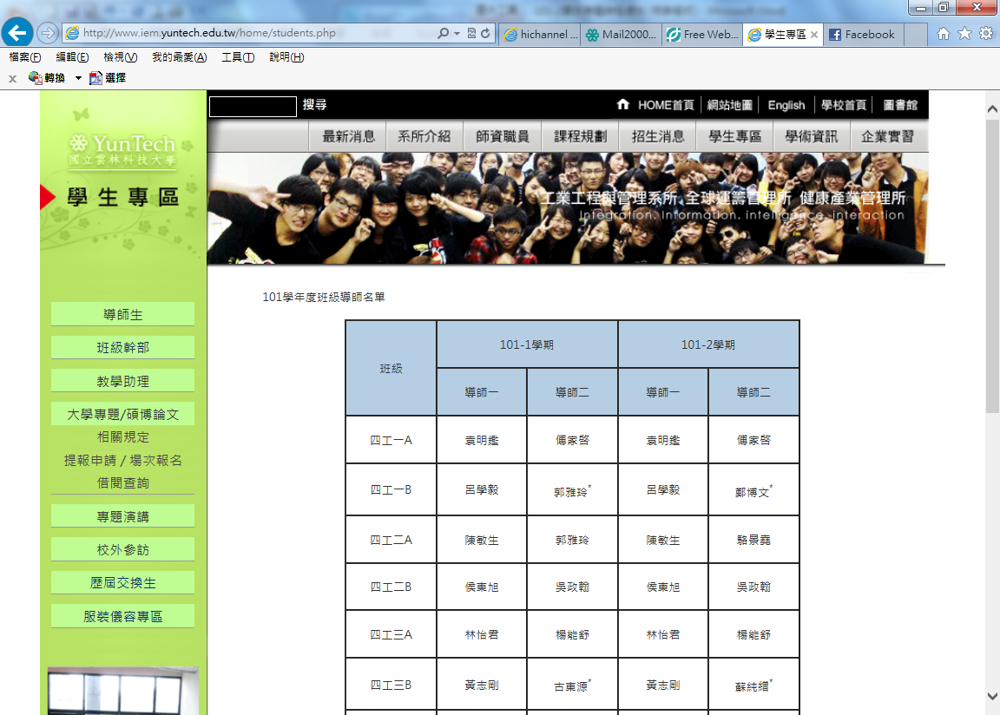 http://www.iem.yuntech.edu.tw/home/students.php
hichannel ...
Mail2000...
Free Web...
學生專區
Facebook
檔案(F) 編輯(E) 檢視(V) 我的最愛(A) 工具(T) 說明(H)
x 轉換 選擇
搜尋
HOME首頁 網站地圖 English 學校首頁 圖書館
YunTech
國立雲林科技大學
學生專區
最新消息 系所介紹 師資職員 課程規劃 招生消息 學生專區 學術資訊 企業實習
工業工程與管理系所、全球運籌管理所、健康產業管理所
Integration. Information. intelligence. interaction
導師生
班級幹部
教學助理
大學專題/碩博論文
相關規定
提報申請 / 場次報名
借閱查詢
專題演講
校外參訪
歷屆交換生
服裝儀容專區
101學年度班級導師名單
班級 101-1學期 101-2學期
導師一 導師二 導師一 導師二
四工一A 袁明鑑 傅家啓 袁明鑑 傅家啓
四工一B 呂學毅 郭雅玲* 呂學毅 鄭博文*
四工二A 陳敏生 郭雅玲 陳敏生 駱景堯
四工二B 侯東旭 吳政翰 侯東旭 吳政翰
四工三A 林怡君 楊能舒 林怡君 楊能舒
四工三B 黃志剛 古東源* 黃志剛 蘇純繒*